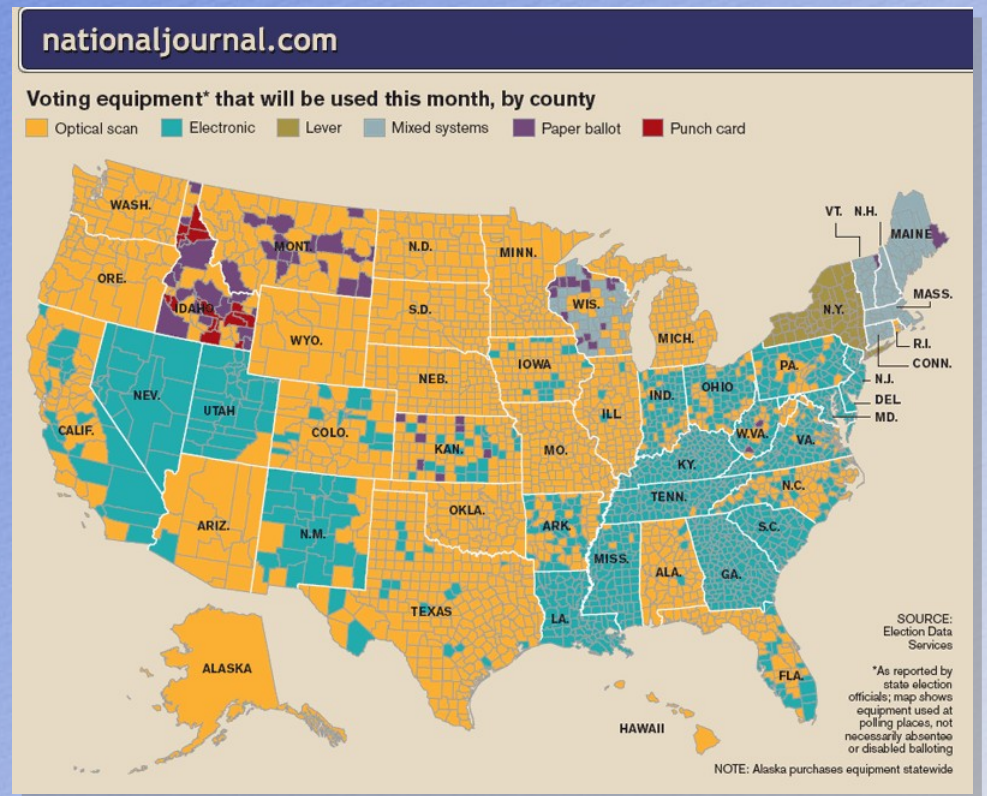 nationaljournal.com
Voting equipment* that will be used this month, by county
Optical scan Electronic Lever Mixed systems Paper ballot Punch card
WASH.
ORE.
IDAHO
MONT.
N.D.
MINN.
WIS.
MICH.
VT. N.H.
MAINE
MASS.
R.I.
CONN.
N.Y.
N.J.
DEL
MD.
PA.
S.D.
WYO.
NEB.
IOWA
ILL.
IND.
OHIO
W.VA.
VA.
NEV.
UTAH
COLO.
KAN.
MO.
KY.
CALIF.
ARIZ.
N.M.
OKLA.
ARK.
TENN.
N.C.
S.C.
MISS.
ALA.
GA.
TEXAS
LA.
FLA.
ALASKA
HAWAII
SOURCE:
Election Data
Services
*As reported by
state election
officials; map shows
equipment used at
polling places, not
necessarily absentee
or disabled balloting
NOTE: Alaska purchases equipment statewide